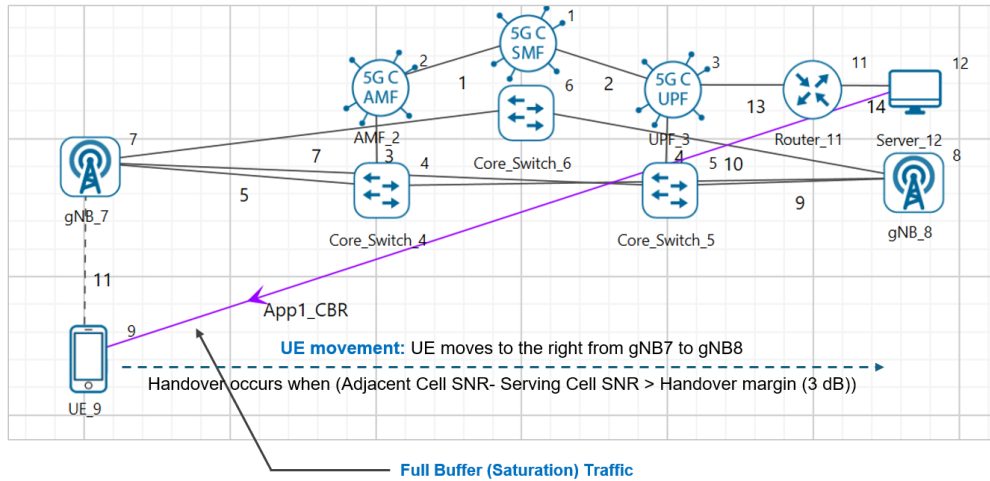 1
5G C
SMF
2
5G C
AMF
1
2
6
5G C
UPF
3
11
12
13
14
AMF_2
UPF_3
Router_11
Server_12
7
Core_Switch_6
7
3
4
4
5
10
8
5
9
gNB_7
Core_Switch_4
Core_Switch_5
gNB_8
11
App1_CBR
9
UE movement: UE moves to the right from gNB7 to gNB8
Handover occurs when (Adjacent Cell SNR- Serving Cell SNR > Handover margin (3 dB))
UE_9
Full Buffer (Saturation) Traffic